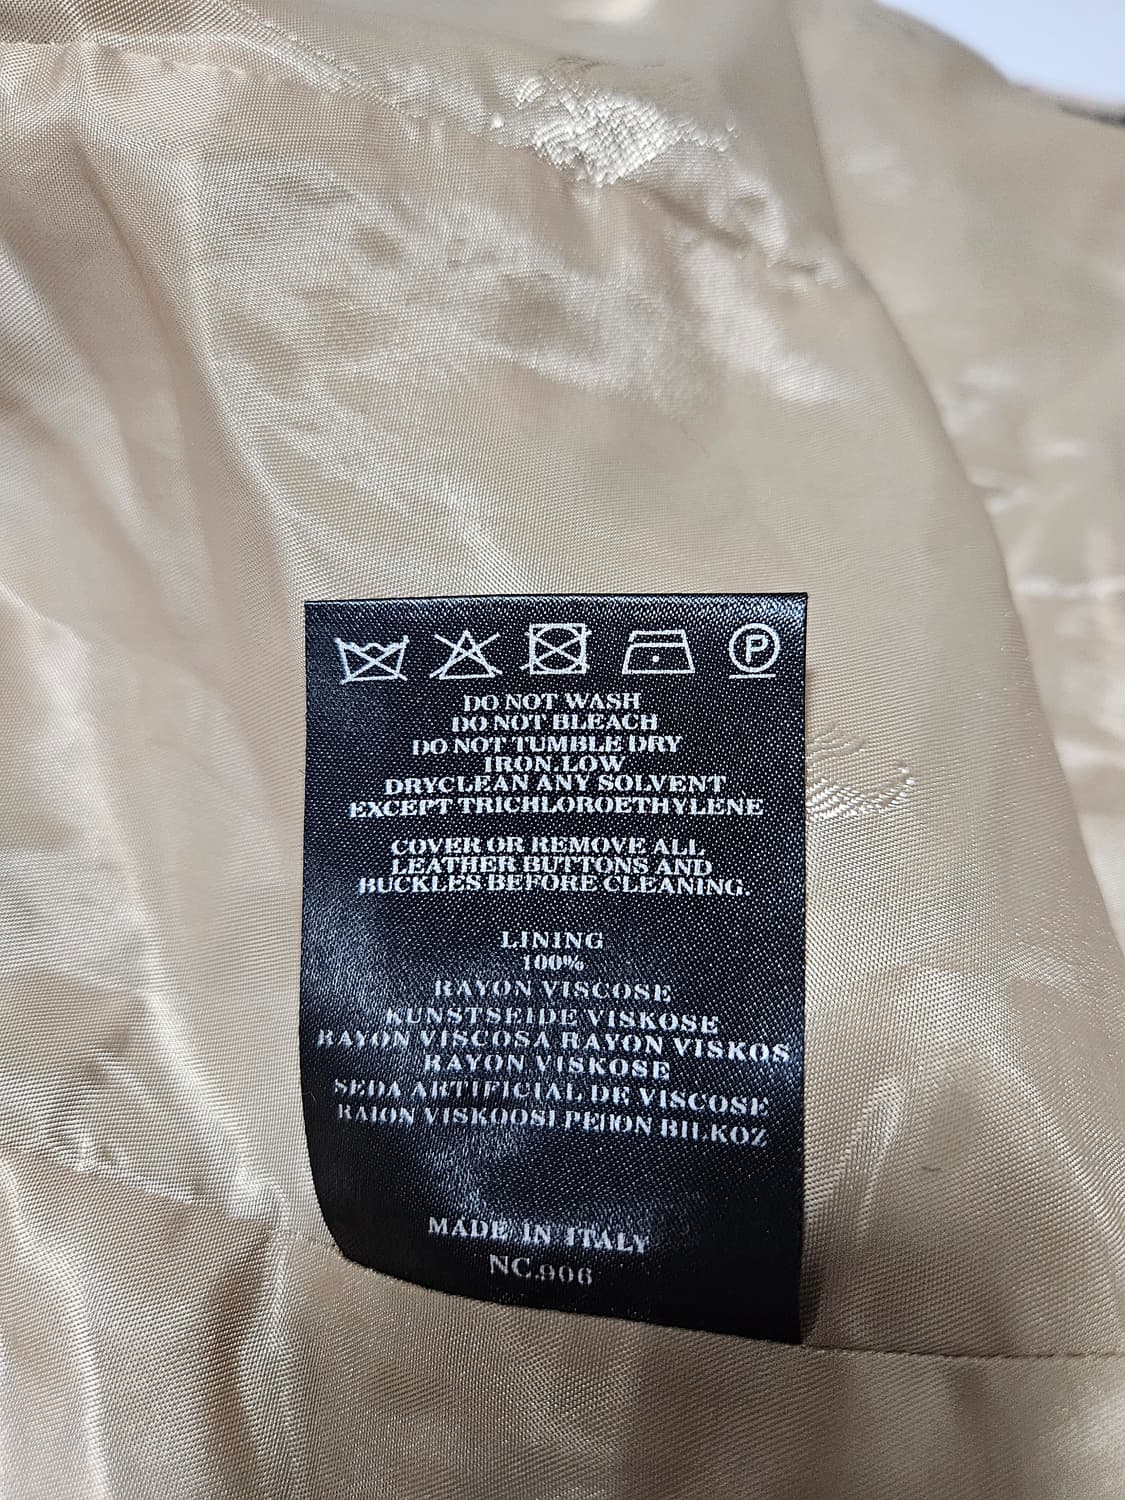 P
DO NOT WASH
DO NOT BLEACH
DO NOT TUMBLE DRY
IRON.LOW
DRYCLEAN ANY SOLVENT
EXCEPT TRICHLOROETHYLENE
COVER OR REMOVE ALL
LEATHER BUTTONS AND
BUCKLES BEFORE CLEANING.
LINING
100%
RAYON VISCOSE
KUNSTSEIDE VISKOSE
RAYON VISCOSA RAYON VISKOS
RAYON VISKOSE
SEDA ARTIFICIAL DE VISCOSE
RAION VISKOOSI РЕЙОН ВІІЛКОZ
MADE IN ITALY
NC.906